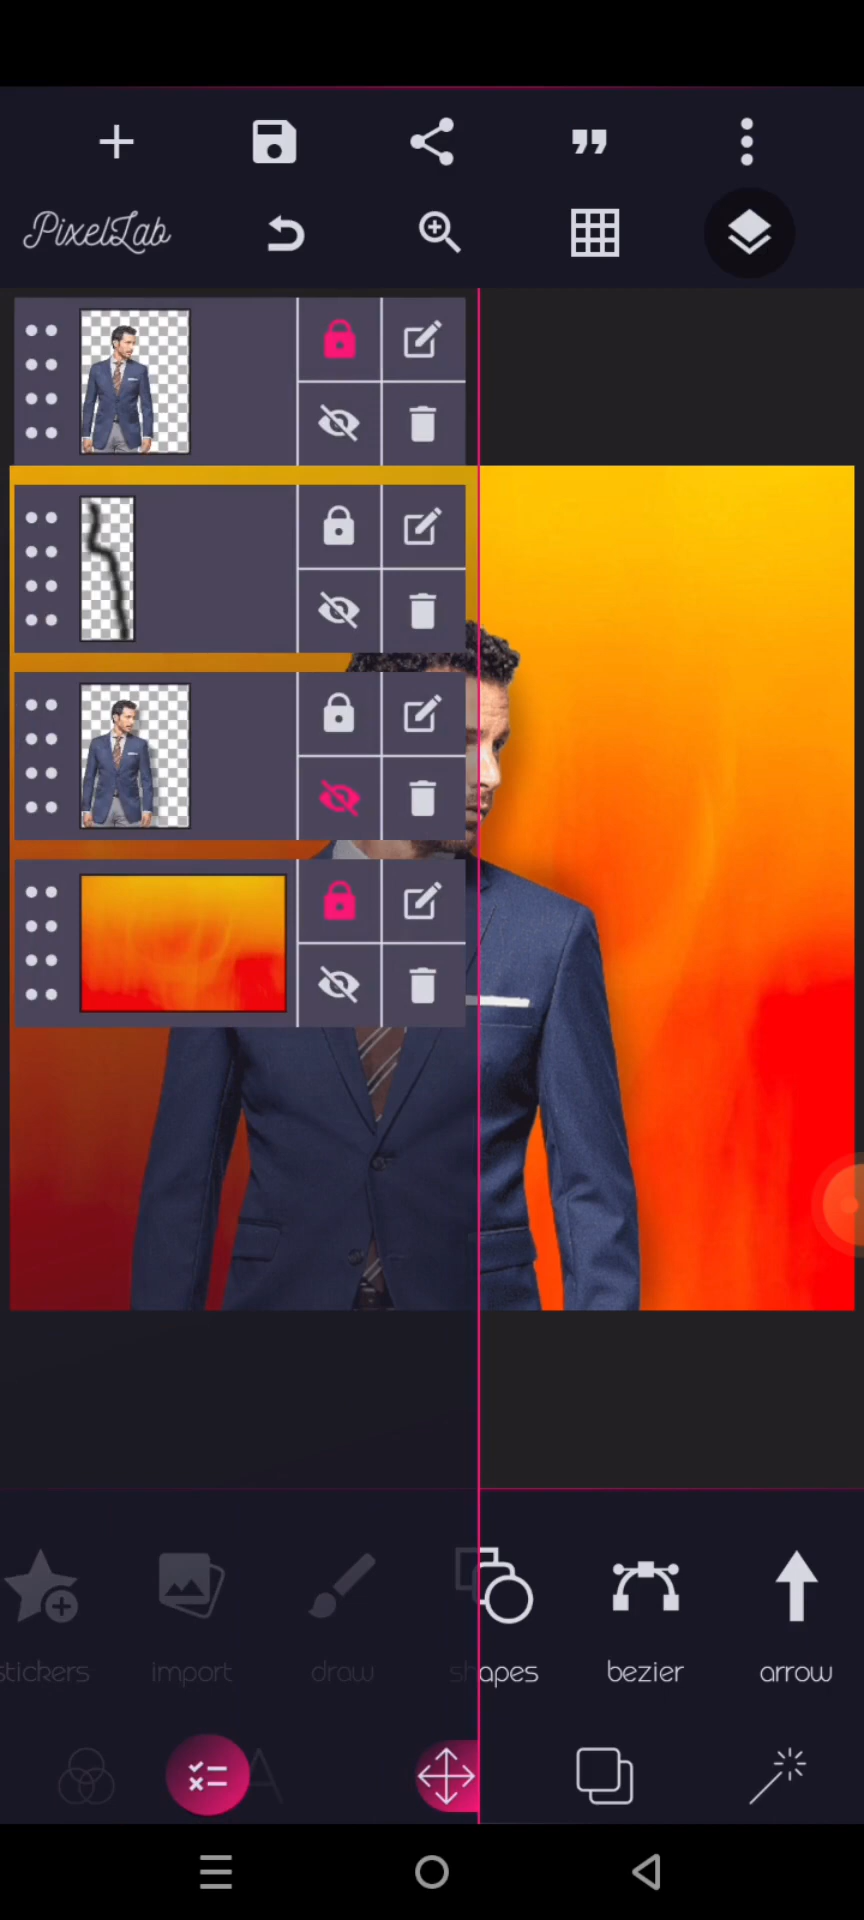 PixelLab
stickers
import
draw
shapes
bezier
arrow